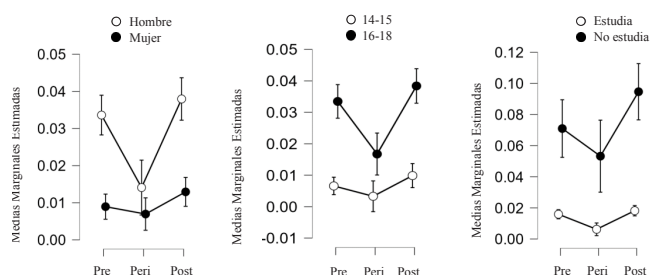 Hombre
Mujer
Medias Marginales Estimadas
0.05
0.04
0.03
0.02
0.01
0.00
Pre Peri Post
14-15
16-18
Medias Marginales Estimadas
0.05
0.04
0.03
0.02
0.01
0.00
-0.01
Pre Peri Post
Estudia
No estudia
Medias Marginales Estimadas
0.12
0.10
0.08
0.06
0.04
0.02
0.00
Pre Peri Post